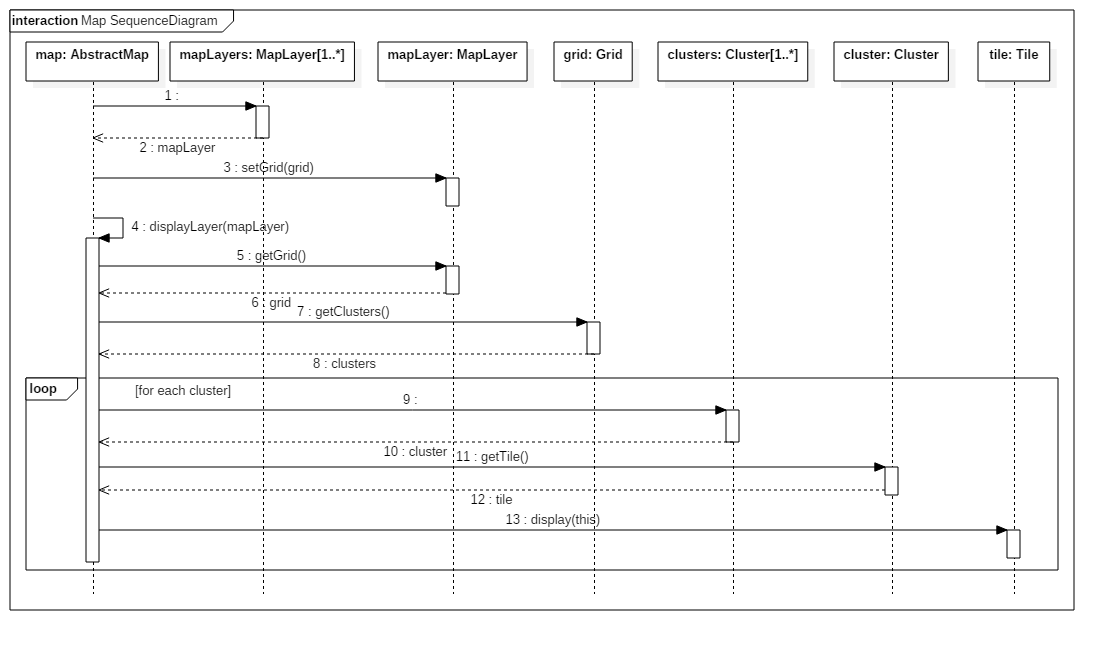 interaction Map SequenceDiagram
map: AbstractMap
mapLayers: MapLayer[1..*]
mapLayer: MapLayer
grid: Grid
clusters: Cluster[1..*]
cluster: Cluster
tile: Tile
1 :
2 : mapLayer
3 : setGrid(grid)
4 : displayLayer(mapLayer)
5 : getGrid()
6 : grid
7 : getClusters()
8 : clusters
loop
[for each cluster]
9 :
10 : cluster
11 : getTile()
12 : tile
13 : display(this)